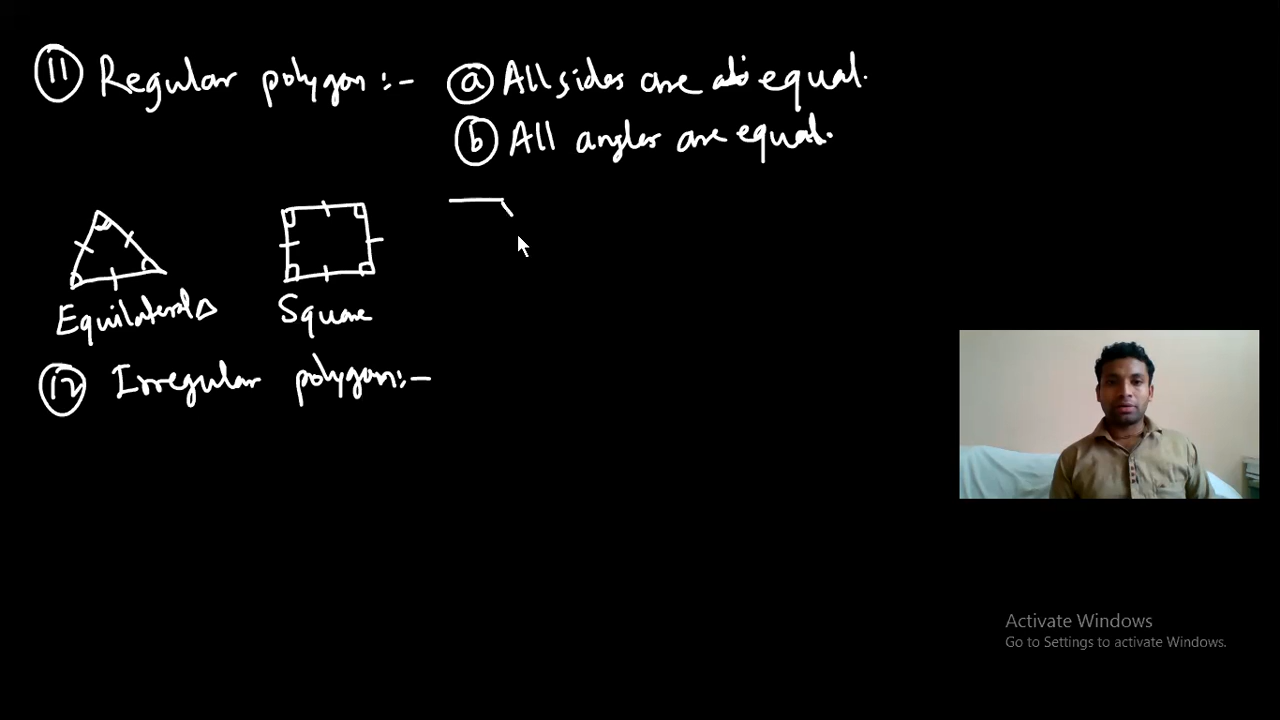 11 Regular polygon :- a All sides are equal.
b All angles are equal.
Equilateral Δ
Square
12 Irregular polygon:-
Activate Windows
Go to Settings to activate Windows.